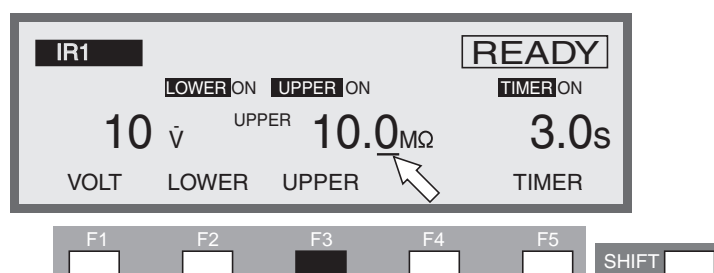 IR1 READY
LOWER ON UPPER ON TIMER ON
10 V UPPER 10.0MΩ 3.0s
VOLT LOWER UPPER TIMER
F1 F2 F3 F4 F5
SHIFT